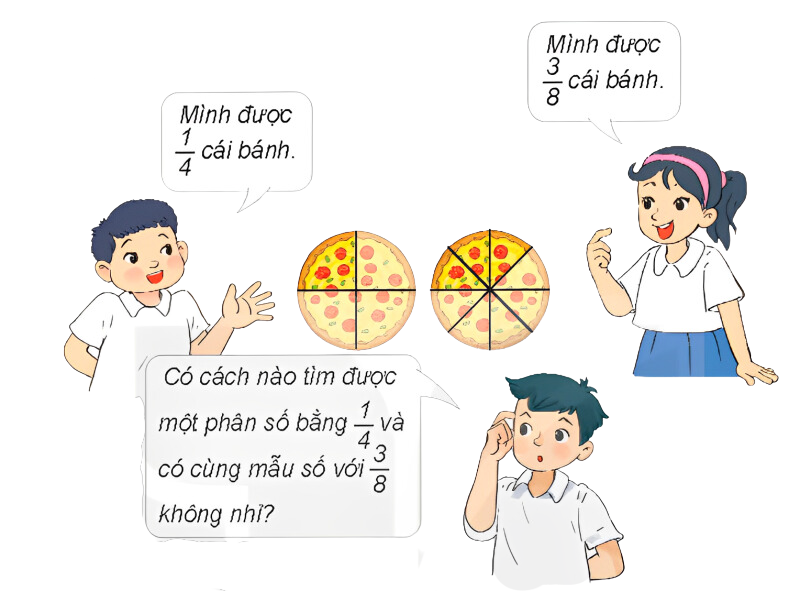 Mình được
1/4 cái bánh.
Mình được
3/8 cái bánh.
Có cách nào tìm được
một phân số bằng 1/4 và
có cùng mẫu số với 3/8
không nhỉ?